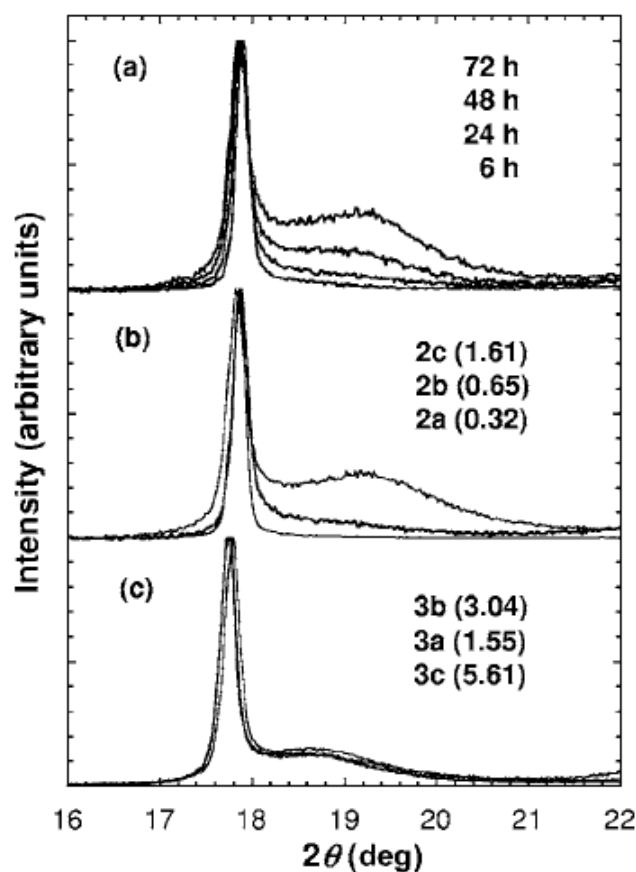 (a)
72 h
48 h
24 h
6 h
(b)
2c (1.61)
2b (0.65)
2a (0.32)
(c)
3b (3.04)
3a (1.55)
3c (5.61)
Intensity (arbitrary units)
16 17 18 19 20 21 22
2θ (deg)